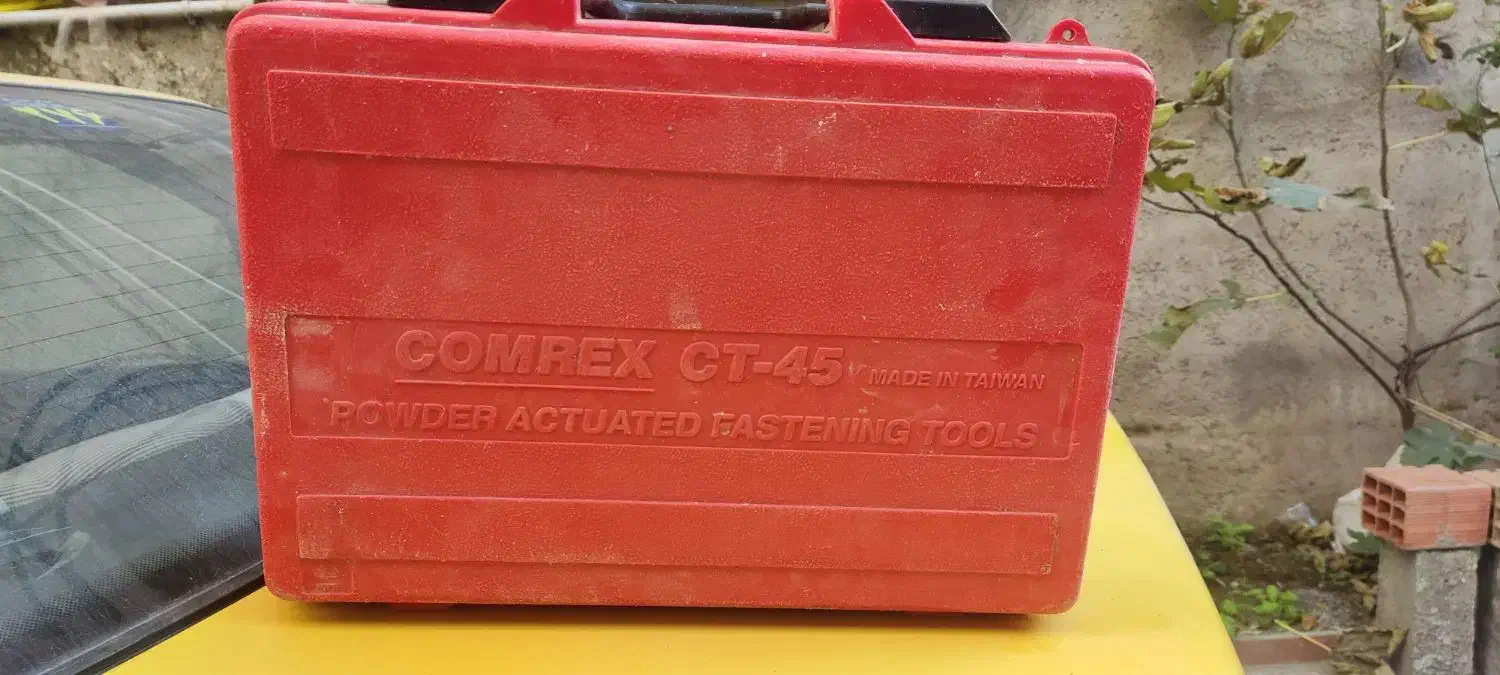 COMREX CT-45 MADE IN TAIWAN
POWDER ACTUATED FASTENING TOOLS